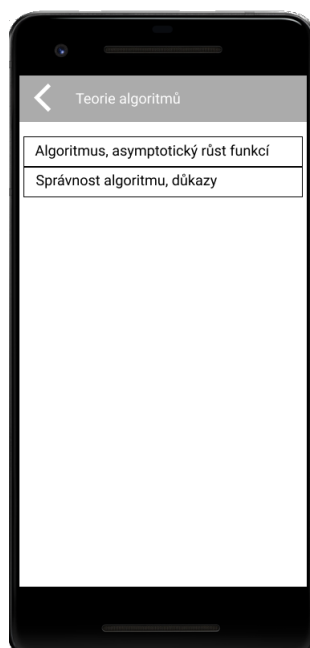 Teorie algoritmů
Algoritmus, asymptotický růst funkcí
Správnost algoritmu, důkazy